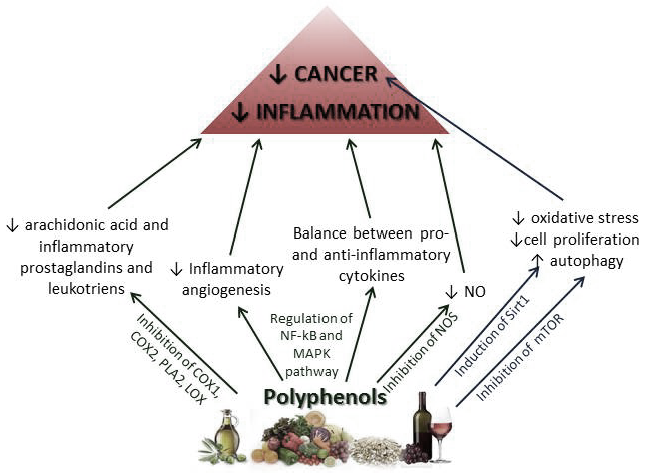 ↓ CANCER
↓ INFLAMMATION
↓ arachidonic acid and
inflammatory
prostaglandins and
leukotriens
↓ Inflammatory
angiogenesis
Balance between pro-
and anti-inflammatory
cytokines
↓ NO
↓ oxidative stress
↓cell proliferation
↑ autophagy
Inhibition of COX1,
COX2, PLA2, LOX
Regulation of
NF-kB and
MAPK
pathway
Inhibition of NOS
Induction of Sirt1
Inhibition of mTOR
Polyphenols